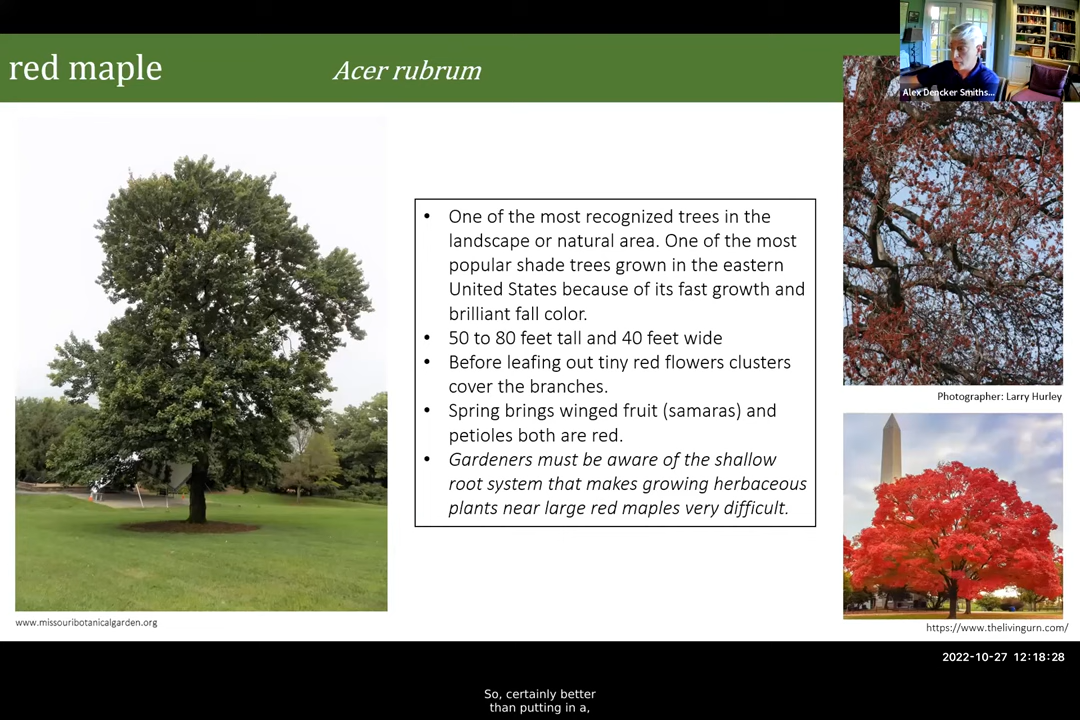 red maple
Acer rubrum
Alex Dencker Smiths...
• One of the most recognized trees in the
landscape or natural area. One of the most
popular shade trees grown in the eastern
United States because of its fast growth and
brilliant fall color.
• 50 to 80 feet tall and 40 feet wide
• Before leafing out tiny red flowers clusters
cover the branches.
• Spring brings winged fruit (samaras) and
petioles both are red.
• Gardeners must be aware of the shallow
root system that makes growing herbaceous
plants near large red maples very difficult.
Photographer: Larry Hurley
www.missouribotanicalgarden.org
https://www.thelivingurn.com/
2022-10-27 12:18:28
So, certainly better
than putting in a,